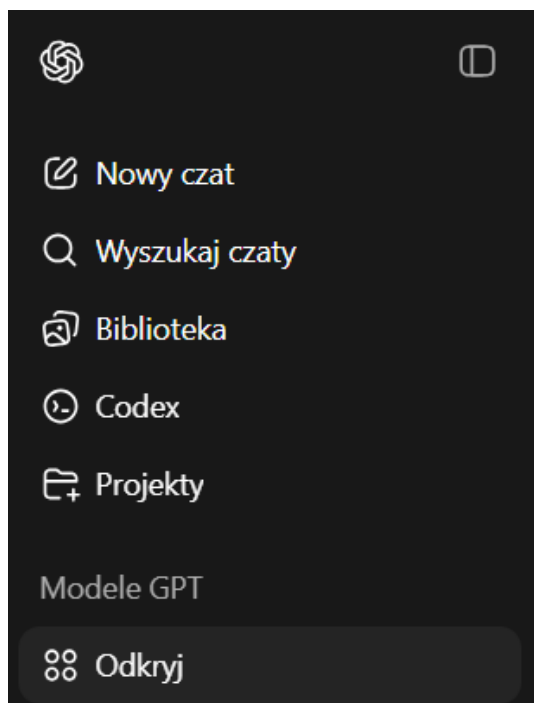 Nowy czat
Wyszukaj czaty
Biblioteka
Codex
Projekty
Modele GPT
Odkryj